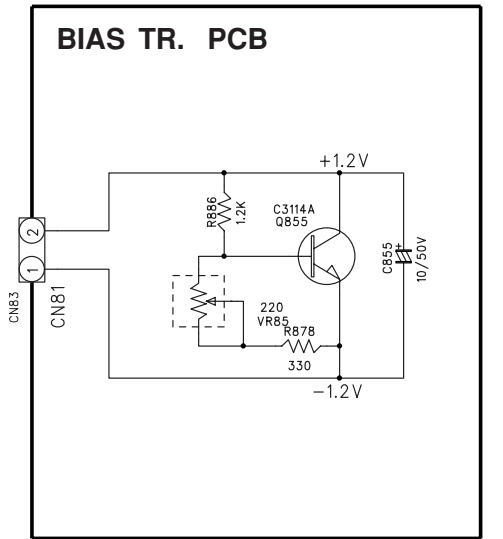 BIAS TR. PCB
+1.2V
R886
1.2K
C3114A
Q855
C855
+
10/50V
2
1
CN83
CN81
220
VR85
R878
330
-1.2V